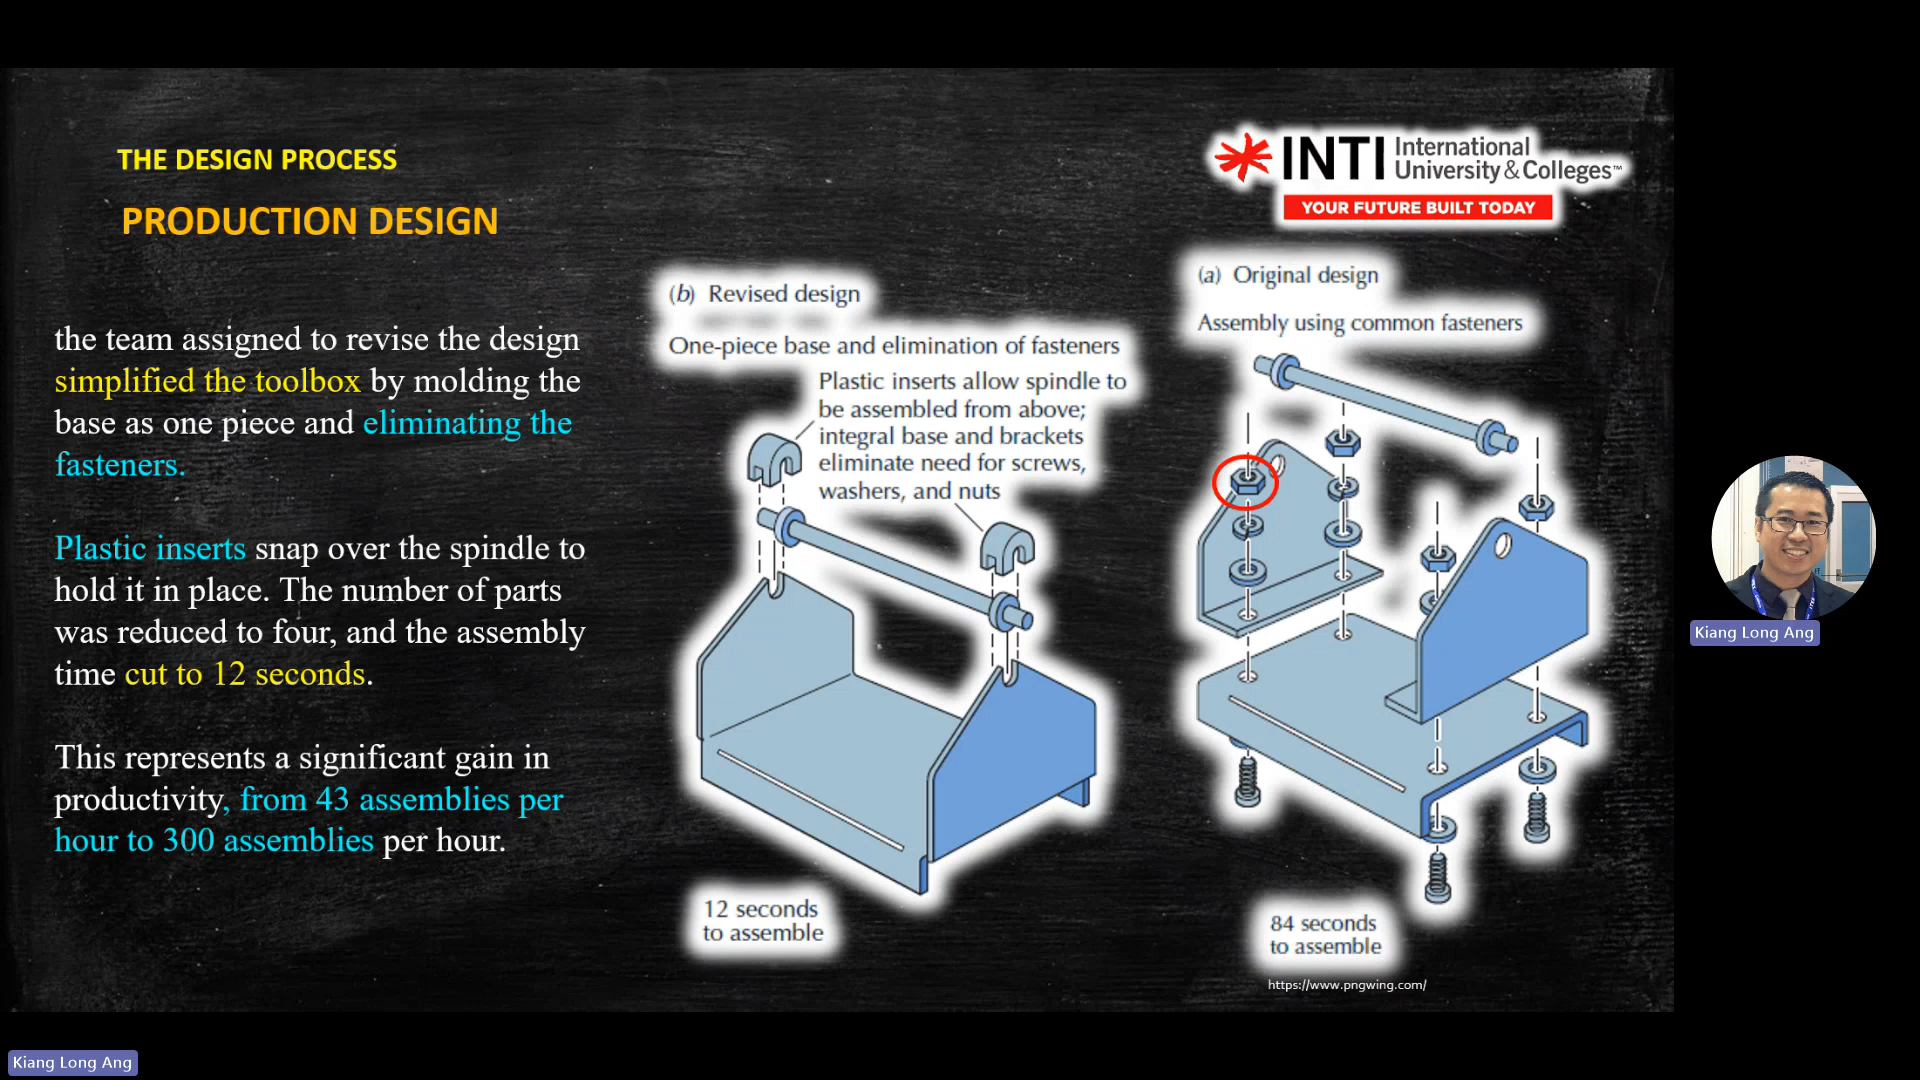 THE DESIGN PROCESS
PRODUCTION DESIGN
the team assigned to revise the design
simplified the toolbox by molding the
base as one piece and eliminating the
fasteners.
Plastic inserts snap over the spindle to
hold it in place. The number of parts
was reduced to four, and the assembly
time cut to 12 seconds.
This represents a significant gain in
productivity, from 43 assemblies per
hour to 300 assemblies per hour.
(b) Revised design
One-piece base and elimination of fasteners
Plastic inserts allow spindle to
be assembled from above;
integral base and brackets
eliminate need for screws,
washers, and nuts
12 seconds
to assemble
INTI International
University & Colleges™
YOUR FUTURE BUILT TODAY
(a) Original design
Assembly using common fasteners
84 seconds
to assemble
https://www.pngwing.com/
Kiang Long Ang
Kiang Long Ang